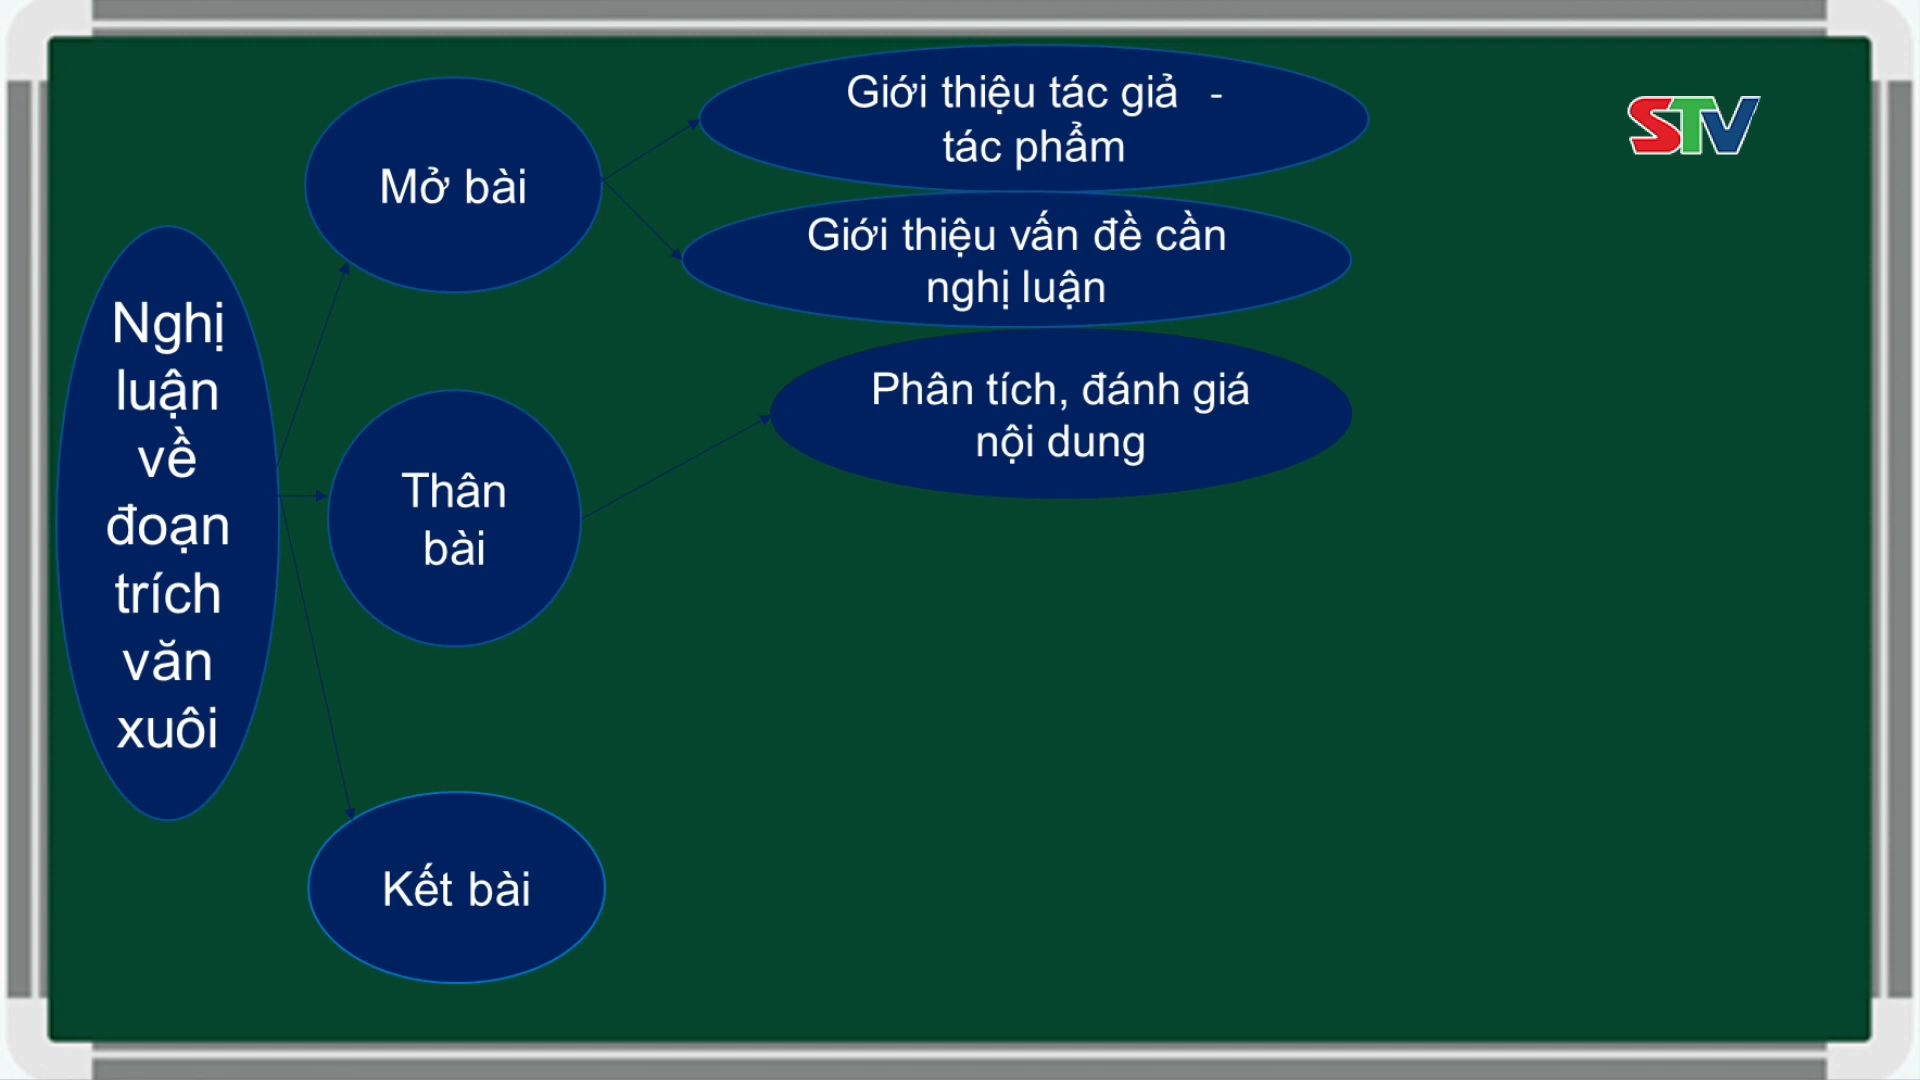 Nghị
luận
về
đoạn
trích
văn
xuôi
Mở bài
Giới thiệu tác giả -
tác phẩm
Giới thiệu vấn đề cần
nghị luận
Thân
bài
Phân tích, đánh giá
nội dung
Kết bài
STV